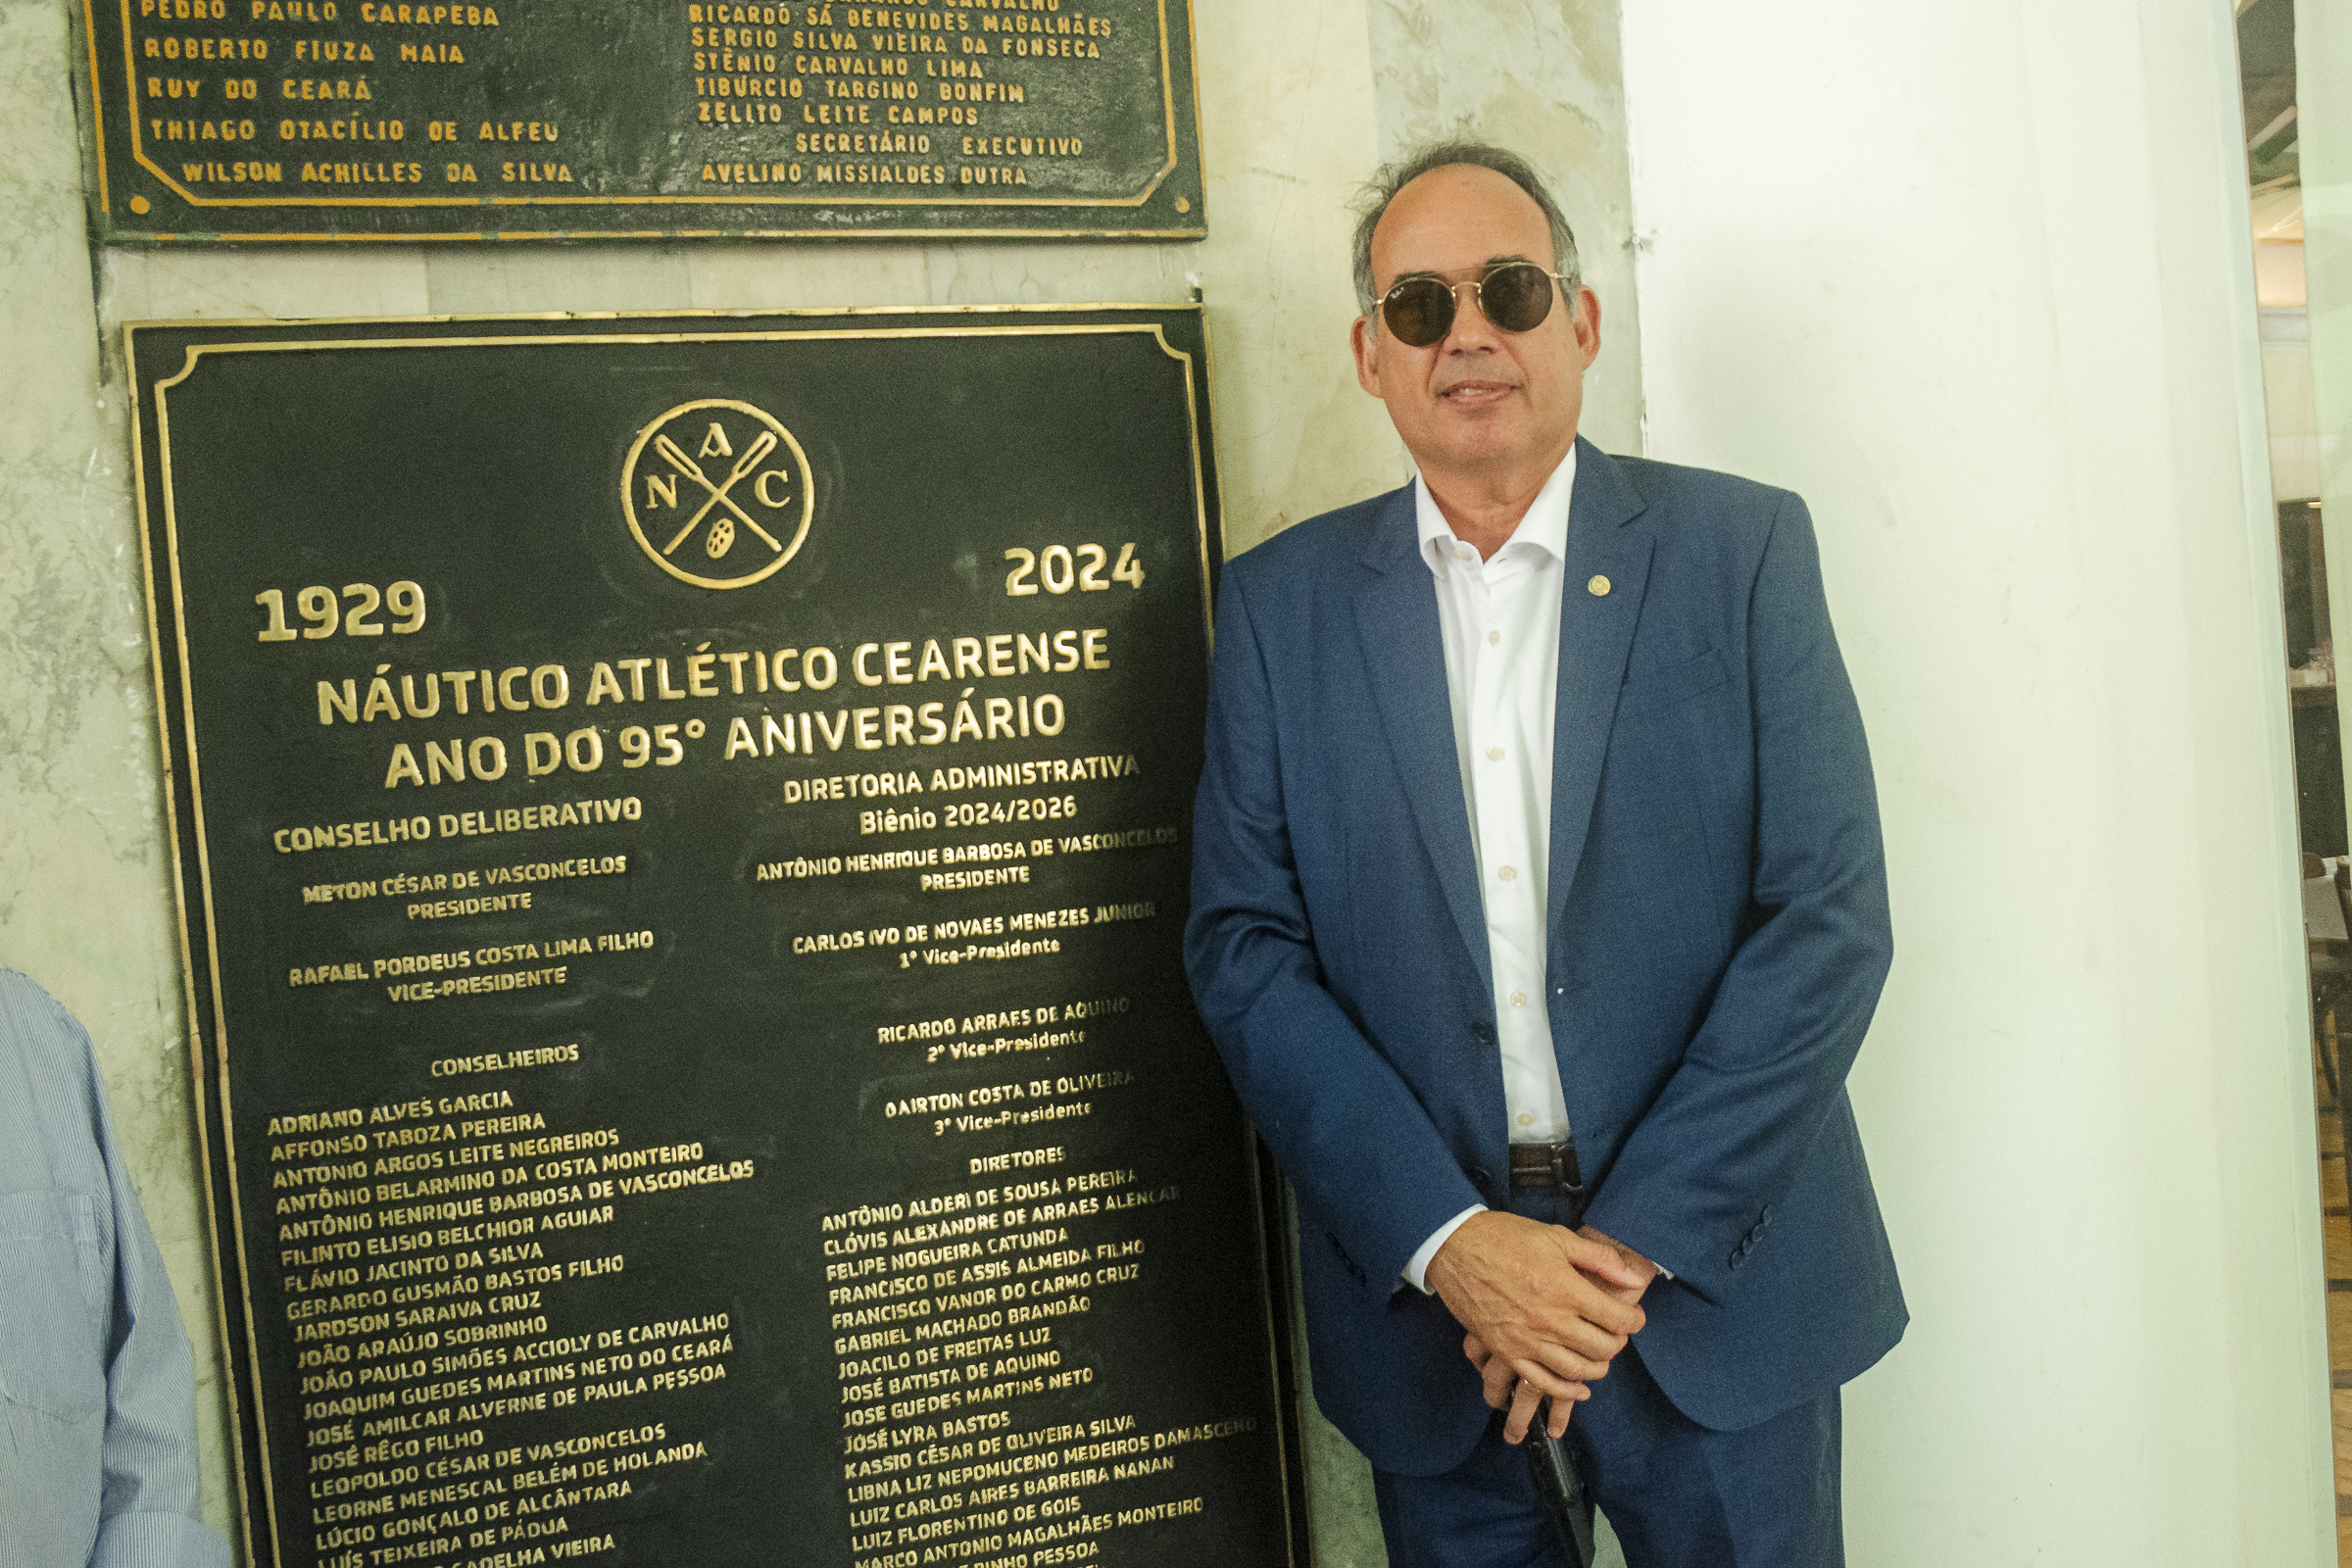 PEDRO PAULO CARAPEBA
ROBERTO FIUZA MAIA
RUY DO CEARÁ
THIAGO OTACÍLIO DE ALFEU
WILSON ACHILLES DA SILVA
CARVALHO
RICARDO SÁ BENEVIDES MAGALHÃES
SERGIO SILVA VIEIRA DA FONSECA
STÊNIO CARVALHO LIMA
TIBÚRCIO TARGINO BONFIM
ZELITO LEITE CAMPOS
SECRETÁRIO EXECUTIVO
AVELINO MISSIALDES DUTRA
N A C
1929
2024
NÁUTICO ATLÉTICO CEARENSE
ANO DO 95° ANIVERSÁRIO
CONSELHO DELIBERATIVO
METON CÉSAR DE VASCONCELOS
PRESIDENTE
RAFAEL PORDEUS COSTA LIMA FILHO
VICE-PRESIDENTE
CONSELHEIROS
ADRIANO ALVES GARCIA
AFFONSO TABOZA PEREIRA
ANTONIO ARGOS LEITE NEGREIROS
ANTÔNIO BELARMINO DA COSTA MONTEIRO
ANTÔNIO HENRIQUE BARBOSA DE VASCONCELOS
FILINTO ELISIO BELCHIOR AGUIAR
FLÁVIO JACINTO DA SILVA
GERARDO GUSMÃO BASTOS FILHO
JARDSON SARAIVA CRUZ
JOÃO ARAÚJO SOBRINHO
JOÃO PAULO SIMÕES ACCIOLY DE CARVALHO
JOAQUIM GUEDES MARTINS NETO DO CEARÁ
JOSÉ AMILCAR ALVERNE DE PAULA PESSOA
JOSÉ RÊGO FILHO
LEOPOLDO CÉSAR DE VASCONCELOS
LEORNE MENESCAL BELÉM DE HOLANDA
LÚCIO GONÇALO DE ALCÂNTARA
LUÍS TEIXEIRA DE PÁDUA
GADELHA VIEIRA
DIRETORIA ADMINISTRATIVA
Biênio 2024/2026
ANTÔNIO HENRIQUE BARBOSA DE VASCONCELOS
PRESIDENTE
CARLOS IVO DE NOVAES MENEZES JUNIOR
1º Vice-Presidente
RICARDO ARRAES DE AQUINO
2º Vice-Presidente
DAIRTON COSTA DE OLIVEIRA
3º Vice-Presidente
DIRETORES
ANTÔNIO ALDERI DE SOUSA PEREIRA
CLÓVIS ALEXANDRE DE ARRAES ALENCAR
FELIPE NOGUEIRA CATUNDA
FRANCISCO DE ASSIS ALMEIDA FILHO
FRANCISCO VANOR DO CARMO CRUZ
GABRIEL MACHADO BRANDÃO
JOACILO DE FREITAS LUZ
JOSÉ BATISTA DE AQUINO
JOSE GUEDES MARTINS NETO
JOSÉ LYRA BASTOS
KASSIO CÉSAR DE OLIVEIRA SILVA
LIBNA LIZ NEPOMUCENO MEDEIROS DAMASCENO
LUIZ CARLOS AIRES BARREIRA NANAN
LUIZ FLORENTINO DE GOIS
MARCO ANTONIO MAGALHÃES MONTEIRO
PESSOA